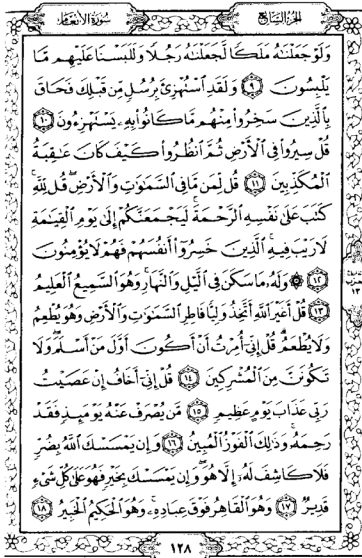 الجزء السابع
سورة الأنعام
وَلَوْ جَعَلْنَٰهُ مَلَكًا لَّجَعَلْنَٰهُ رَجُلًا وَلَلَبَسْنَا عَلَيْهِم مَّا
يَلْبِسُونَ ٩ وَلَقَدِ ٱسْتُهْزِئَ بِرُسُلٍ مِّن قَبْلِكَ فَحَاقَ
بِٱلَّذِينَ سَخِرُوا۟ مِنْهُم مَّا كَانُوا۟ بِهِۦ يَسْتَهْزِءُونَ ١٠
قُلْ سِيرُوا۟ فِى ٱلْأَرْضِ ثُمَّ ٱنظُرُوا۟ كَيْفَ كَانَ عَٰقِبَةُ
ٱلْمُكَذِّبِينَ ١١ قُل لِّمَن مَّا فِى ٱلسَّمَٰوَٰتِ وَٱلْأَرْضِ ۖ قُل لِّلَّهِ ۚ
كَتَبَ عَلَىٰ نَفْسِهِ ٱلرَّحْمَةَ ۚ لَيَجْمَعَنَّكُمْ إِلَىٰ يَوْمِ ٱلْقِيَٰمَةِ
لَا رَيْبَ فِيهِ ۚ ٱلَّذِينَ خَسِرُوٓا۟ أَنفُسَهُمْ فَهُمْ لَا يُؤْمِنُونَ
١٢ ۞ وَلَهُۥ مَا سَكَنَ فِى ٱلَّيْلِ وَٱلنَّهَارِ ۚ وَهُوَ ٱلسَّمِيعُ ٱلْعَلِيمُ
١٣ قُلْ أَغَيْرَ ٱللَّهِ أَتَّخِذُ وَلِيًّا فَاطِرِ ٱلسَّمَٰوَٰتِ وَٱلْأَرْضِ وَهُوَ يُطْعِمُ
وَلَا يُطْعَمُ ۗ قُلْ إِنِّىٓ أُمِرْتُ أَنْ أَكُونَ أَوَّلَ مَنْ أَسْلَمَ ۖ وَلَا
تَكُونَنَّ مِنَ ٱلْمُشْرِكِينَ ١٤ قُلْ إِنِّىٓ أَخَافُ إِنْ عَصَيْتُ
رَبِّى عَذَابَ يَوْمٍ عَظِيمٍ ١٥ مَّن يُصْرَفْ عَنْهُ يَوْمَئِذٍ فَقَدْ
رَحِمَهُۥ ۚ وَذَٰلِكَ ٱلْفَوْزُ ٱلْمُبِينُ ١٦ وَإِن يَمْسَسْكَ ٱللَّهُ بِضُرٍّ
فَلَا كَاشِفَ لَهُۥٓ إِلَّا هُوَ ۖ وَإِن يَمْسَسْكَ بِخَيْرٍ فَهُوَ عَلَىٰ كُلِّ شَىْءٍ
قَدِيرٌ ١٧ وَهُوَ ٱلْقَاهِرُ فَوْقَ عِبَادِهِۦ ۚ وَهُوَ ٱلْحَكِيمُ ٱلْخَبِيرُ ١٨
١٢٨